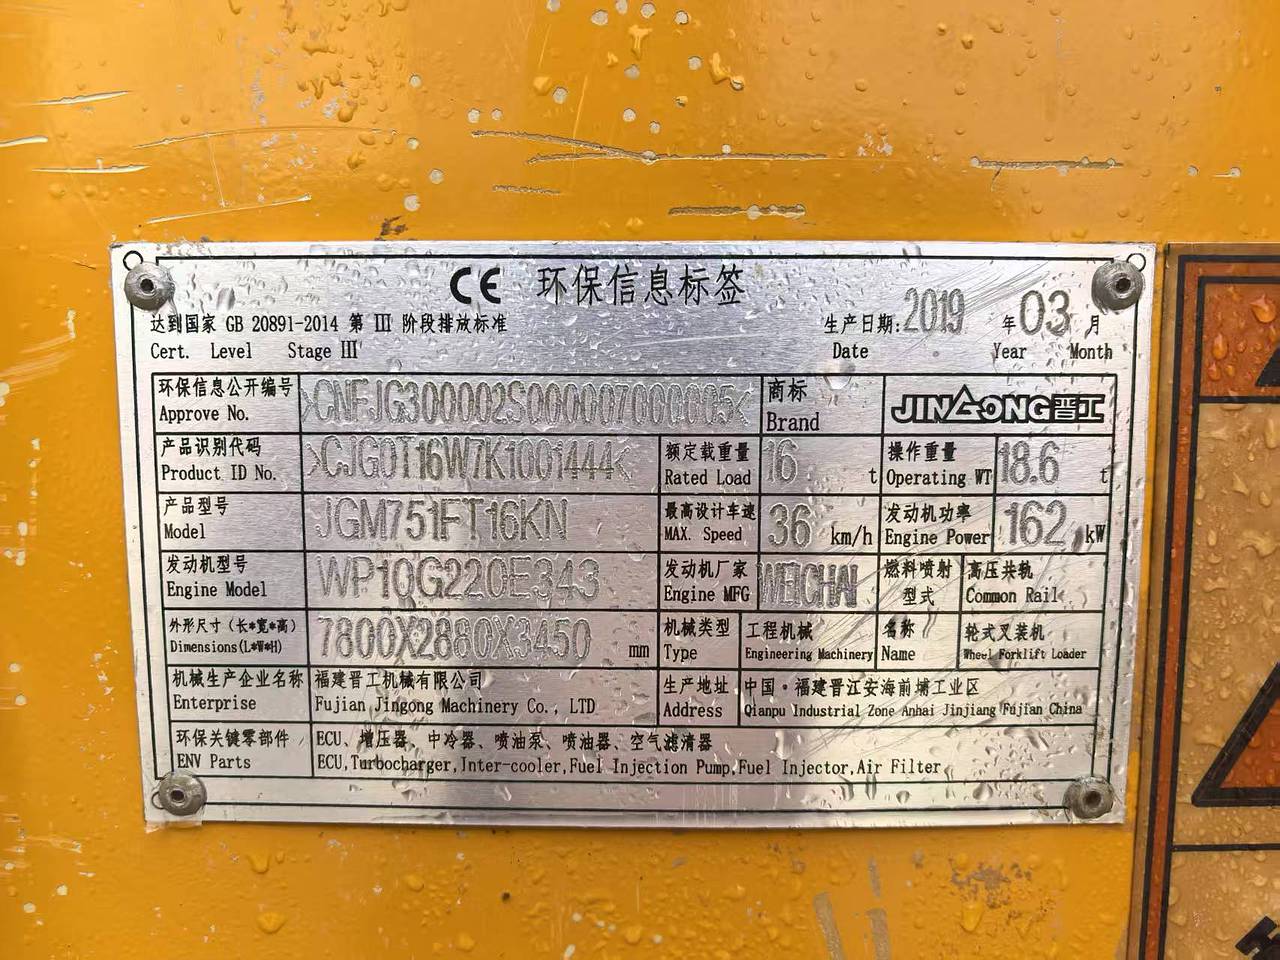 CE 环保信息标签
达到国家 GB 20891-2014 第 III 阶段排放标准 生产日期: 2019 年 03 月
Cert. Level Stage III Date Year Month
环保信息公开编号 >CNFJG300002S000007000005< 商标 JINGONG晋工
Approve No. Brand
产品识别代码 >CJG0T16W7K1001444< 额定载重量 16 t 操作重量 18.6 t
Product ID No. Rated Load Operating WT
产品型号 JGM751FT16KN 最高设计车速 36 km/h 发动机功率 162 kW
Model MAX. Speed Engine Power
发动机型号 WP10G220E343 发动机厂家 WEICHAI 燃料喷射 高压共轨
Engine Model Engine MFG 型式 Common Rail
外形尺寸 (长*宽*高) 7800X2880X3450 mm 机械类型 工程机械 名称 轮式叉装机
Dimensions(L*W*H) Type Engineering Machinery Name Wheel Forklift Loader
机械生产企业名称 福建晋工机械有限公司 生产地址 中国·福建晋江安海前埔工业区
Enterprise Fujian Jingong Machinery Co., LTD Address Qianpu Industrial Zone Anhai Jinjiang Fujian China
环保关键零部件 ECU、增压器、中冷器、喷油泵、喷油器、空气滤清器
ENV Parts ECU,Turbocharger,Inter-cooler,Fuel Injection Pump,Fuel Injector,Air Filter